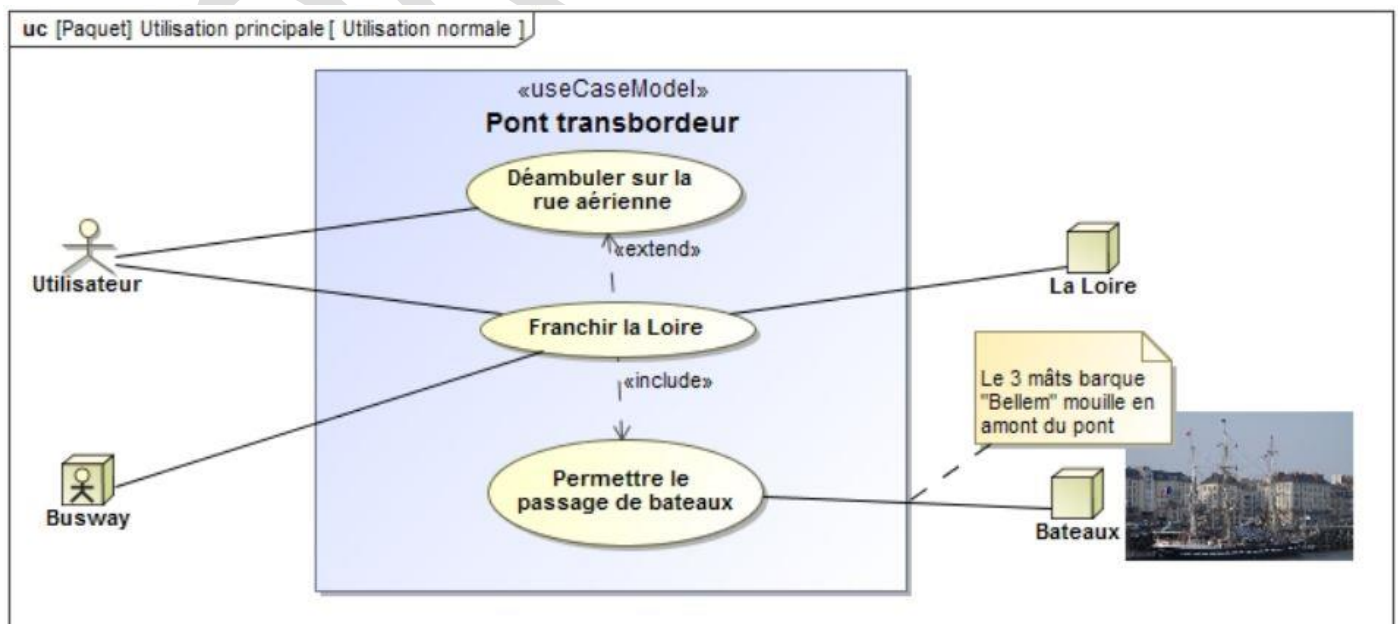 uc [Paquet] Utilisation principale [ Utilisation normale ]
«useCaseModel»
Pont transbordeur
Déambuler sur la
rue aérienne
«extend»
Utilisateur
La Loire
Franchir la Loire
«include»
Le 3 mâts barque
"Bellem" mouille en
amont du pont
Permettre le
passage de bateaux
Busway
Bateaux